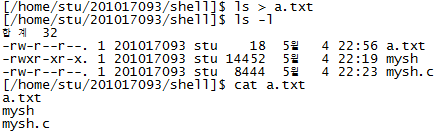 [/home/stu/201017093/shell]$ ls > a.txt
[/home/stu/201017093/shell]$ ls -l
합계 32
-rw-r--r--. 1 201017093 stu    18  5월   4 22:56 a.txt
-rwxr-xr-x. 1 201017093 stu 14452  5월   4 22:19 mysh
-rw-r--r--. 1 201017093 stu  8444  5월   4 22:23 mysh.c
[/home/stu/201017093/shell]$ cat a.txt
a.txt
mysh
mysh.c